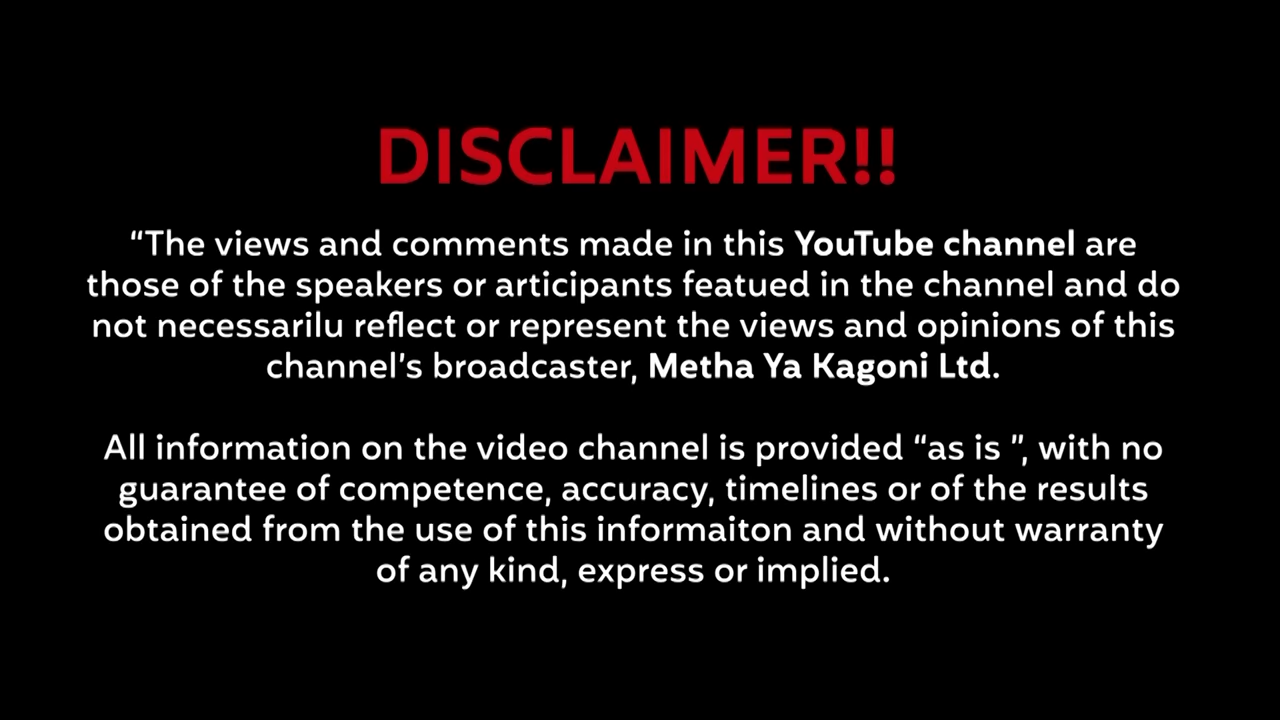 DISCLAIMER!!
“The views and comments made in this YouTube channel are
those of the speakers or articipants featued in the channel and do
not necessarilu reflect or represent the views and opinions of this
channel’s broadcaster, Metha Ya Kagoni Ltd.
All information on the video channel is provided “as is ”, with no
guarantee of competence, accuracy, timelines or of the results
obtained from the use of this informaiton and without warranty
of any kind, express or implied.